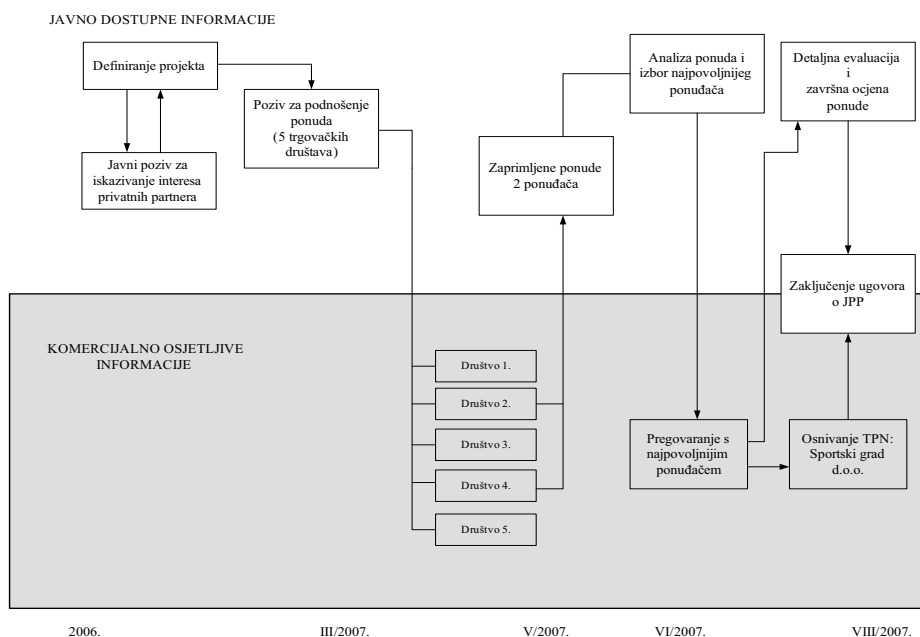 JAVNO DOSTUPNE INFORMACIJE
Definiranje projekta
Javni poziv za
iskazivanje interesa
privatnih partnera
Poziv za podnošenje
ponuda
(5 trgovačkih
društava)
Zaprimljene ponude
2 ponuđača
Analiza ponuda i
izbor najpovoljnijeg
ponuđača
Detaljna evaluacija
i
završna ocjena
ponude
Zaključenje ugovora
o JPP
KOMERCIJALNO OSJETLJIVE
INFORMACIJE
Društvo 1.
Društvo 2.
Društvo 3.
Društvo 4.
Društvo 5.
Pregovaranje s
najpovoljnijim
ponuđačem
Osnivanje TPN:
Sportski grad
d.o.o.
2006.
III/2007.
V/2007.
VI/2007.
VIII/2007.